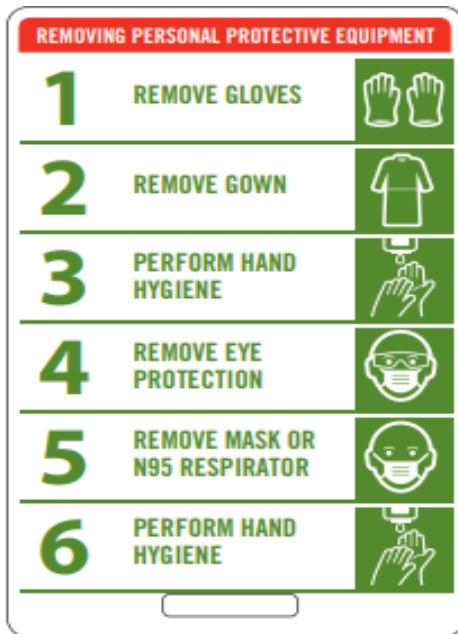 REMOVING PERSONAL PROTECTIVE EQUIPMENT
1
REMOVE GLOVES
2
REMOVE GOWN
3
PERFORM HAND
HYGIENE
4
REMOVE EYE
PROTECTION
5
REMOVE MASK OR
N95 RESPIRATOR
6
PERFORM HAND
HYGIENE